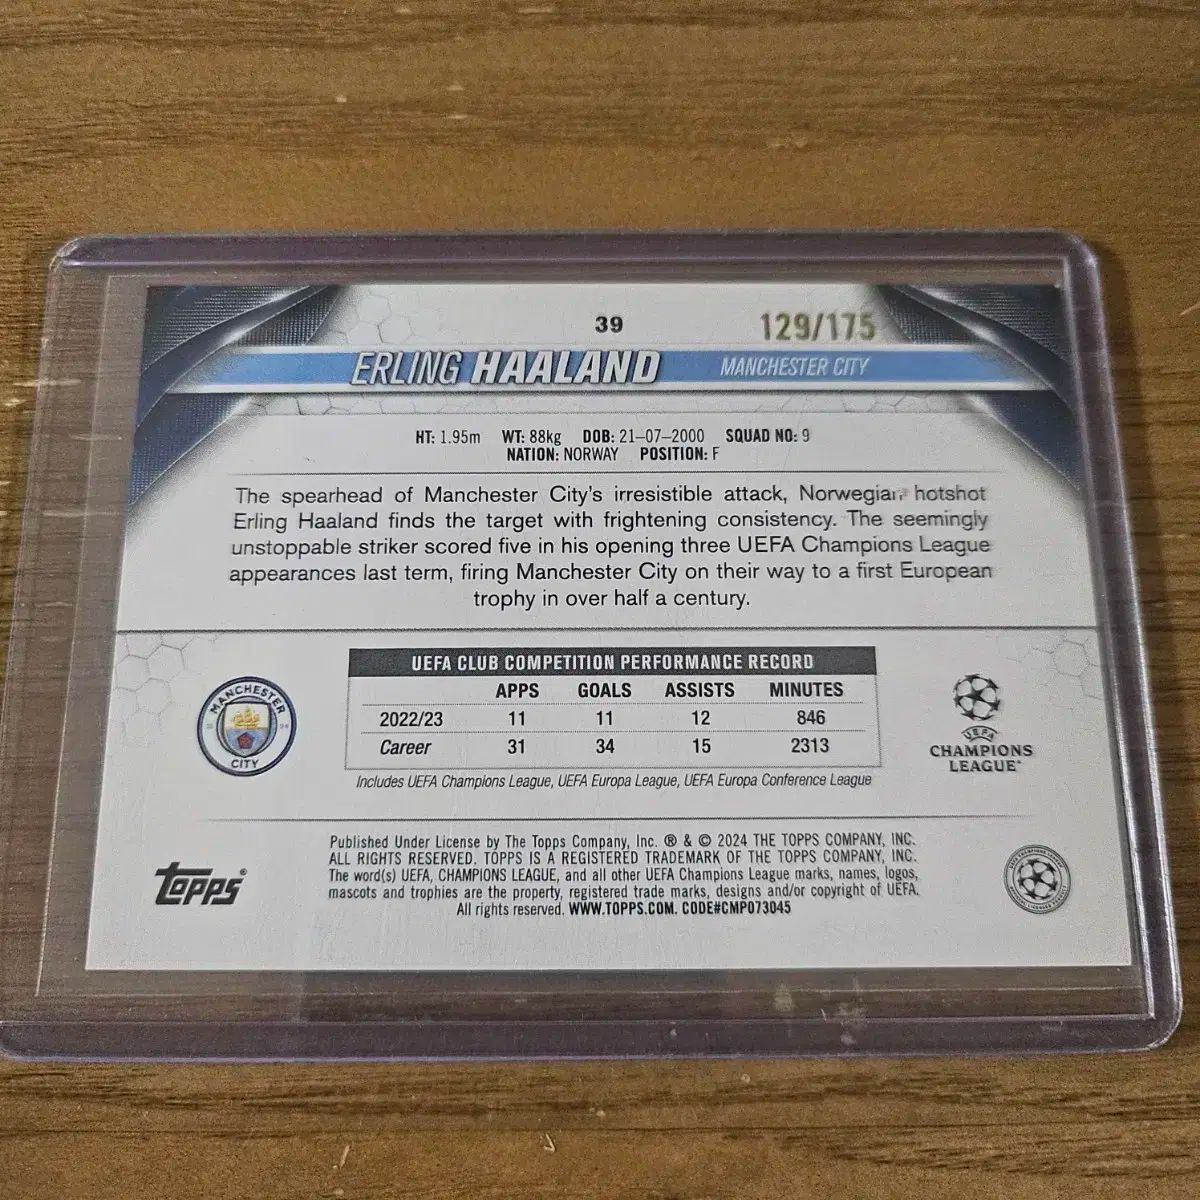 39
129/175
ERLING HAALAND MANCHESTER CITY
HT: 1.95m WT: 88kg DOB: 21-07-2000 SQUAD NO: 9
NATION: NORWAY POSITION: F
The spearhead of Manchester City's irresistible attack, Norwegian hotshot
Erling Haaland finds the target with frightening consistency. The seemingly
unstoppable striker scored five in his opening three UEFA Champions League
appearances last term, firing Manchester City on their way to a first European
trophy in over half a century.
UEFA CLUB COMPETITION PERFORMANCE RECORD
APPS GOALS ASSISTS MINUTES
2022/23 11 11 12 846
Career 31 34 15 2313
Includes UEFA Champions League, UEFA Europa League, UEFA Europa Conference League
MANCHESTER
CITY
UEFA
CHAMPIONS
LEAGUE®
Published Under License by The Topps Company, Inc. ® & © 2024 THE TOPPS COMPANY, INC.
ALL RIGHTS RESERVED. TOPPS IS A REGISTERED TRADEMARK OF THE TOPPS COMPANY, INC.
The word(s) UEFA, CHAMPIONS LEAGUE, and all other UEFA Champions League marks, names, logos,
mascots and trophies are the property, registered trade marks, designs and/or copyright of UEFA.
All rights reserved. WWW.TOPPS.COM. CODE#CMP073045
topps®